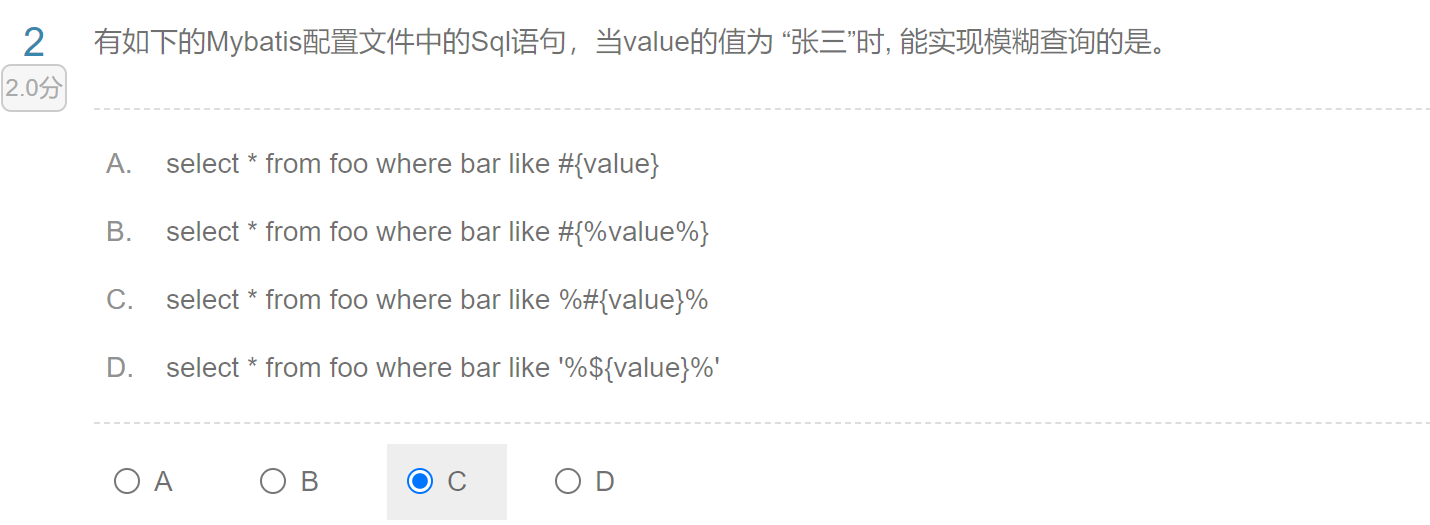 2 有如下的Mybatis配置文件中的Sql语句，当value的值为 “张三”时, 能实现模糊查询的是。
2.0分
A. select * from foo where bar like #{value}
B. select * from foo where bar like #{%value%}
C. select * from foo where bar like %#{value}%
D. select * from foo where bar like '%${value}%'
A B C D